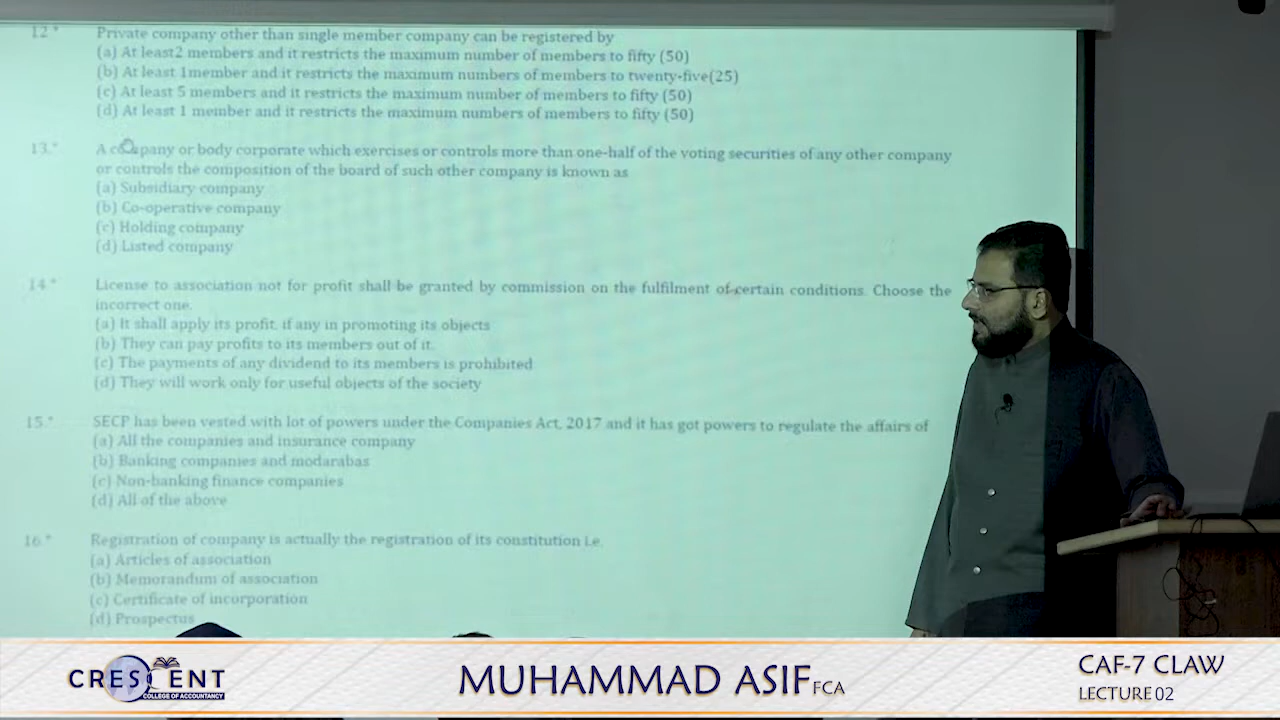 12.* Private company other than single member company can be registered by
(a) At least2 members and it restricts the maximum number of members to fifty (50)
(b) At least 1member and it restricts the maximum numbers of members to twenty-five(25)
(c) At least 5 members and it restricts the maximum number of members to fifty (50)
(d) At least 1 member and it restricts the maximum numbers of members to fifty (50)
13.* A company or body corporate which exercises or controls more than one-half of the voting securities of any other company
or controls the composition of the board of such other company is known as
(a) Subsidiary company
(b) Co-operative company
(c) Holding company
(d) Listed company
14.* License to association not for profit shall be granted by commission on the fulfilment of certain conditions. Choose the
incorrect one.
(a) It shall apply its profit, if any in promoting its objects
(b) They can pay profits to its members out of it.
(c) The payments of any dividend to its members is prohibited
(d) They will work only for useful objects of the society
15.* SECP has been vested with lot of powers under the Companies Act, 2017 and it has got powers to regulate the affairs of
(a) All the companies and insurance company
(b) Banking companies and modarabas
(c) Non-banking finance companies
(d) All of the above
16.* Registration of company is actually the registration of its constitution i.e.
(a) Articles of association
(b) Memorandum of association
(c) Certificate of incorporation
(d) Prospectus
CRESCENT
COLLEGE OF ACCOUNTANCY
MUHAMMAD ASIF FCA
CAF-7 CLAW
LECTURE 02